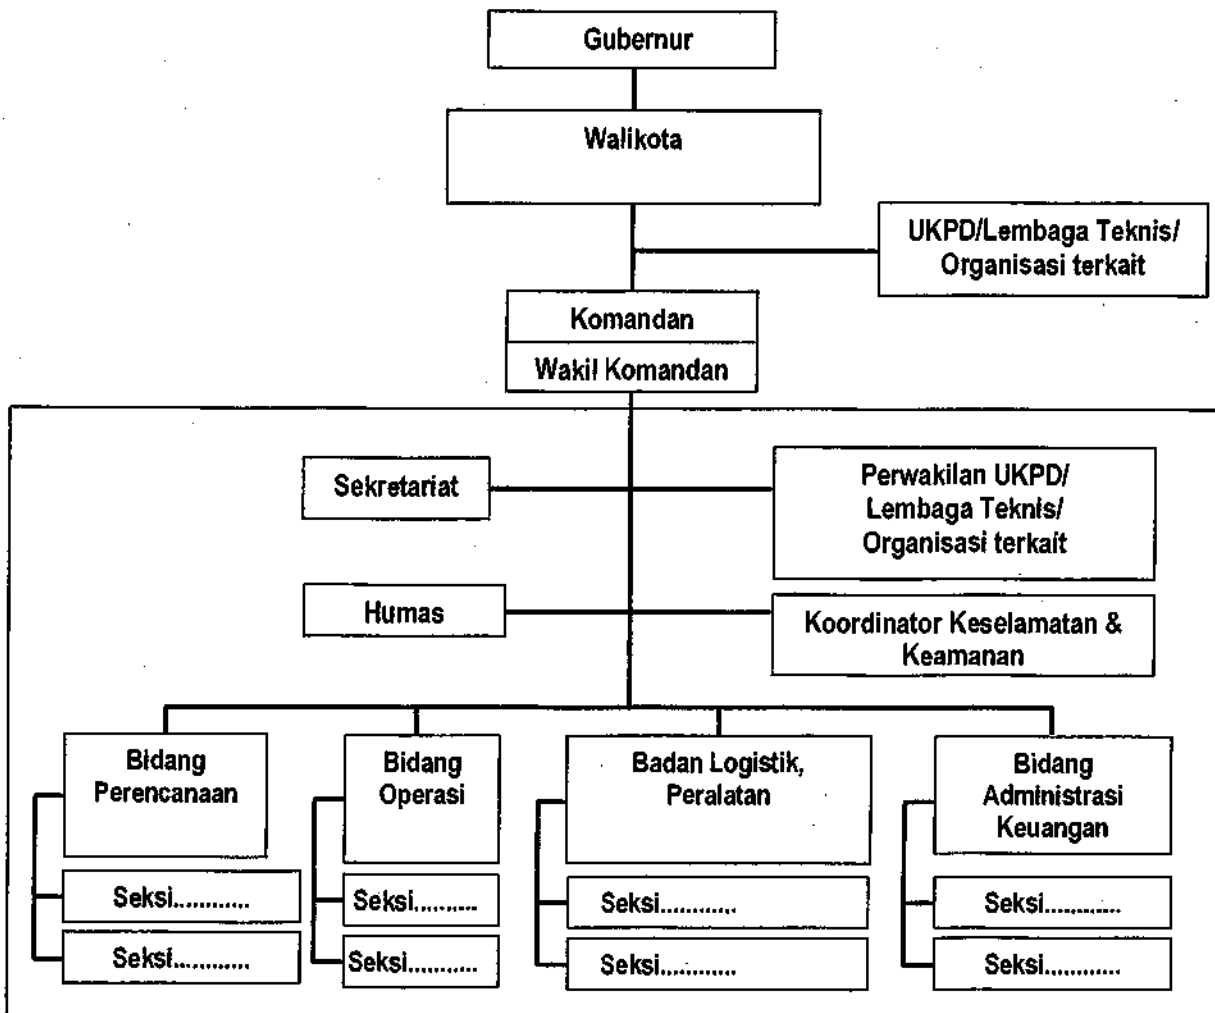 Gubernur
Walikota
UKPD/Lembaga Teknis/
Organisasi terkait
Komandan
Wakil Komandan
Sekretariat
Perwakilan UKPD/
Lembaga Teknis/
Organisasi terkait
Humas
Koordinator Keselamatan &
Keamanan
Bidang
Perencanaan
Seksi............
Seksi............
Bidang
Operasi
Seksi..........
Seksi..........
Badan Logistik,
Peralatan
Seksi............
Seksi............
Bidang
Administrasi
Keuangan
Seksi............
Seksi............